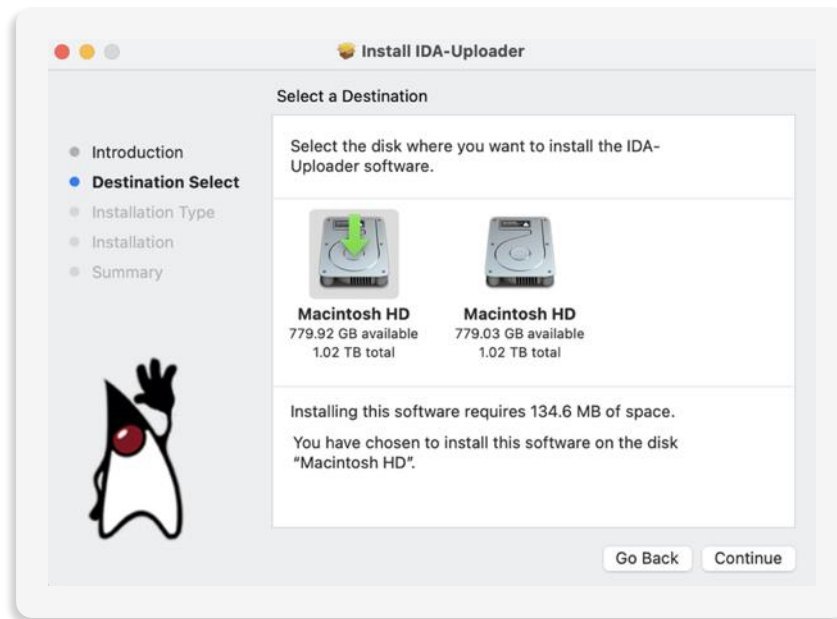 Install IDA-Uploader
Select a Destination
Introduction
Destination Select
Installation Type
Installation
Summary
Select the disk where you want to install the IDA-
Uploader software.
Macintosh HD
779.92 GB available
1.02 TB total
Macintosh HD
779.03 GB available
1.02 TB total
Installing this software requires 134.6 MB of space.
You have chosen to install this software on the disk
“Macintosh HD”.
Go Back
Continue